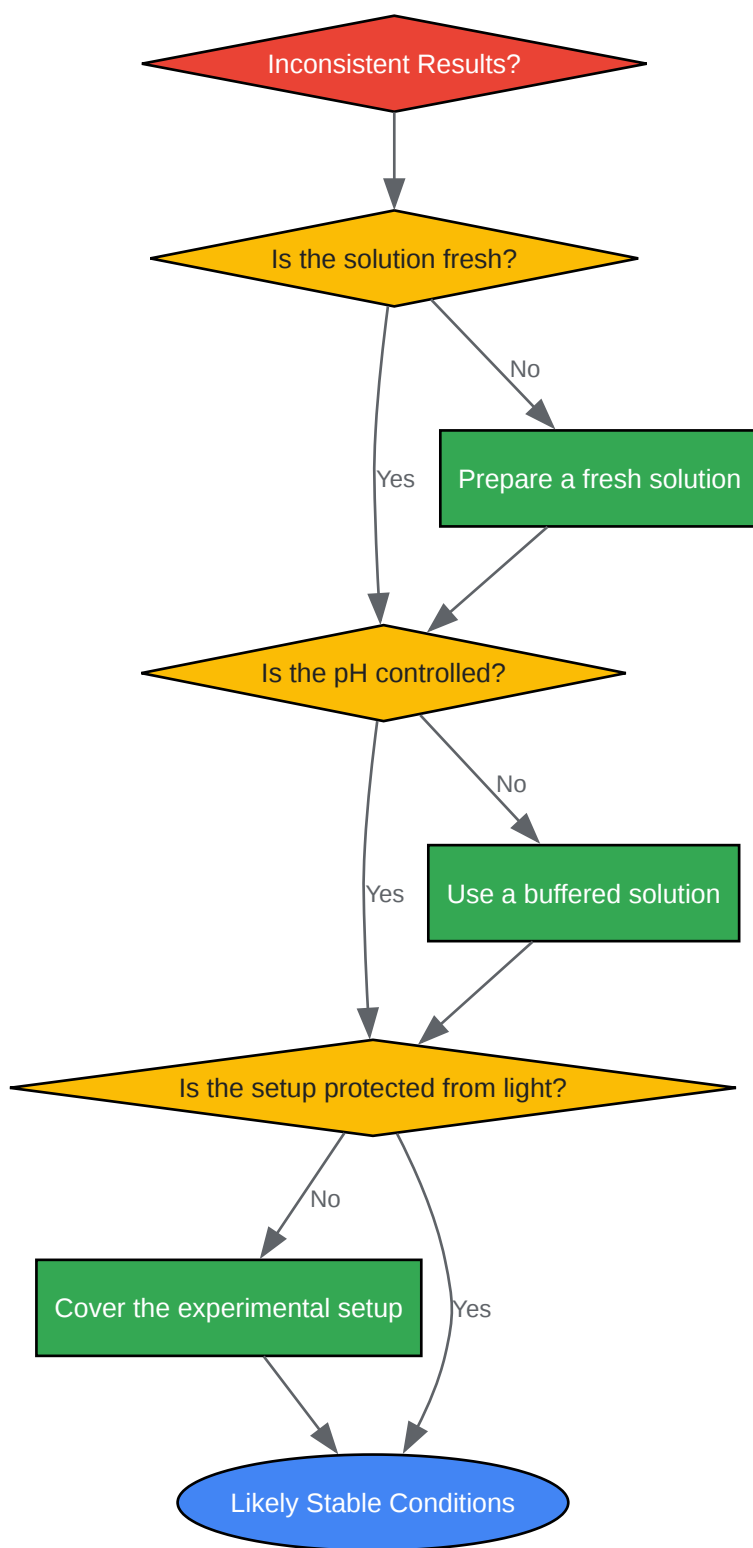 Inconsistent Results?
Is the solution fresh?
No
Yes
Prepare a fresh solution
Is the pH controlled?
No
Yes
Use a buffered solution
Is the setup protected from light?
No
Cover the experimental setup
Yes
Likely Stable Conditions